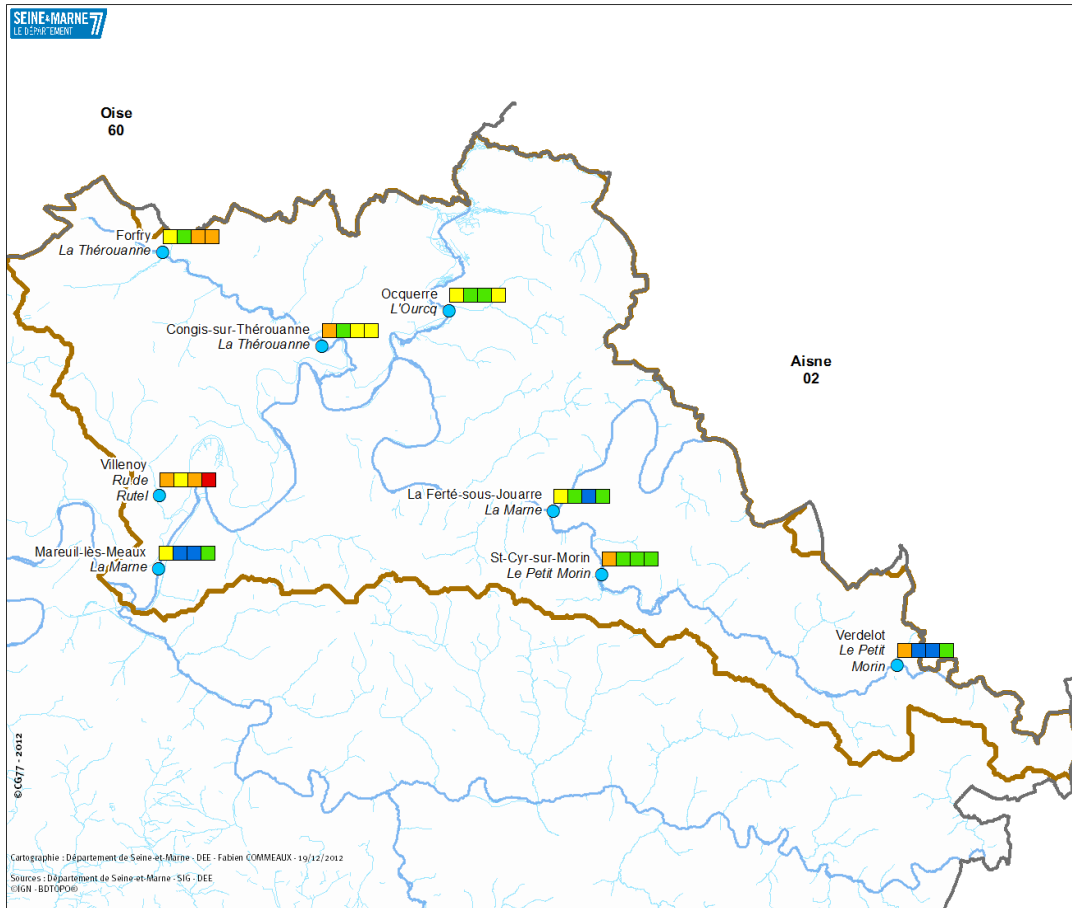 SEINE&MARNE 77
LE DÉPARTEMENT
Oise
60
Forfry
La Thérouanne
Ocquerre
L'Ourcq
Congis-sur-Thérouanne
La Thérouanne
Aisne
02
Villenoy
Ru de
Rutel
La Ferté-sous-Jouarre
La Marne
Mareuil-lès-Meaux
La Marne
St-Cyr-sur-Morin
Le Petit Morin
Verdelot
Le Petit
Morin
©CG77 - 2012
Cartographie : Département de Seine-et-Marne - DEE - Fabien COMMEAUX - 19/12/2012
Sources : Département de Seine-et-Marne - SIG - DEE
©IGN - BDTOPO®